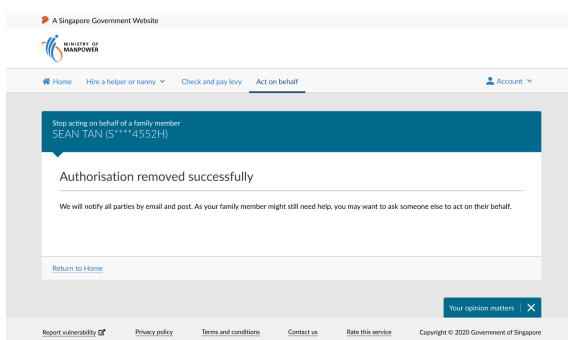 A Singapore Government Website
MINISTRY OF
MANPOWER
Home Hire a helper or nanny Check and pay levy Act on behalf Account
Stop acting on behalf of a family member
SEAN TAN (S****4552H)
Authorisation removed successfully
We will notify all parties by email and post. As your family member might still need help, you may want to ask someone else to act on their behalf.
Return to Home
Your opinion matters
Report vulnerability Privacy policy Terms and conditions Contact us Rate this service Copyright © 2020 Government of Singapore